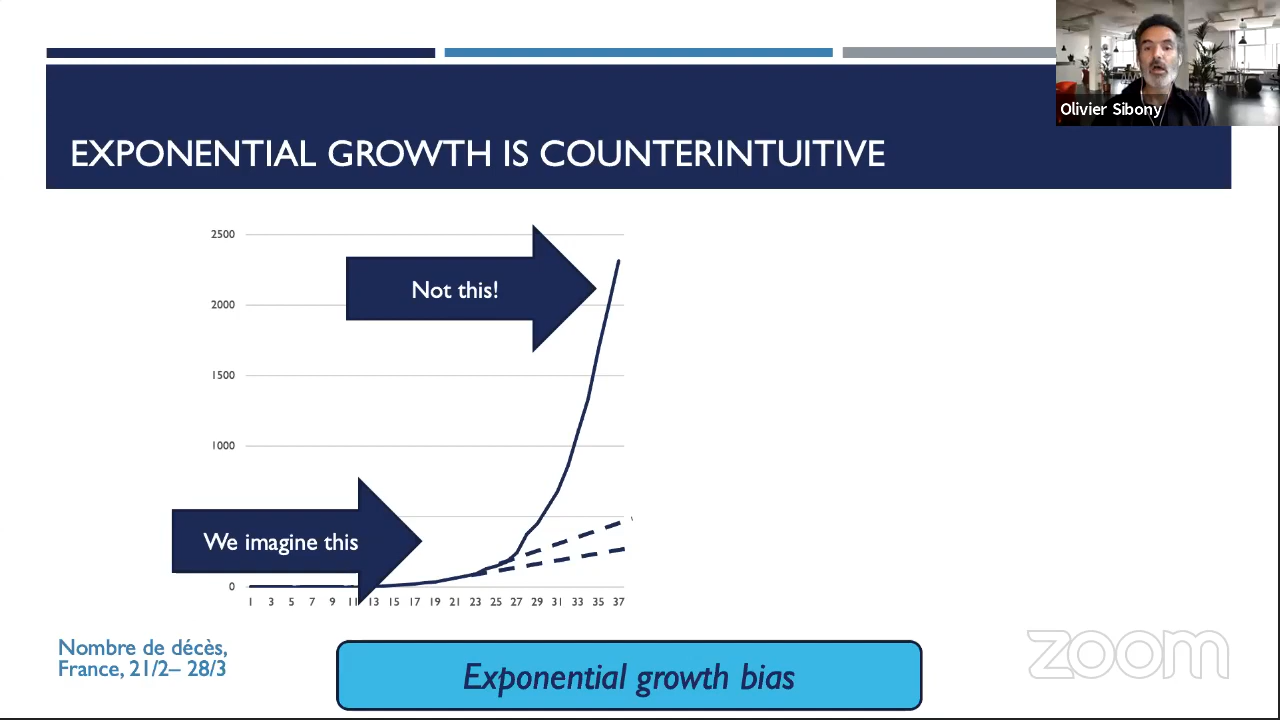 Olivier Sibony
EXPONENTIAL GROWTH IS COUNTERINTUITIVE
2500
Not this!
2000
1500
1000
We imagine this
0
1 3 5 7 9 11 13 15 17 19 21 23 25 27 29 31 33 35 37
Nombre de décès,
France, 21/2– 28/3
Exponential growth bias
zoom